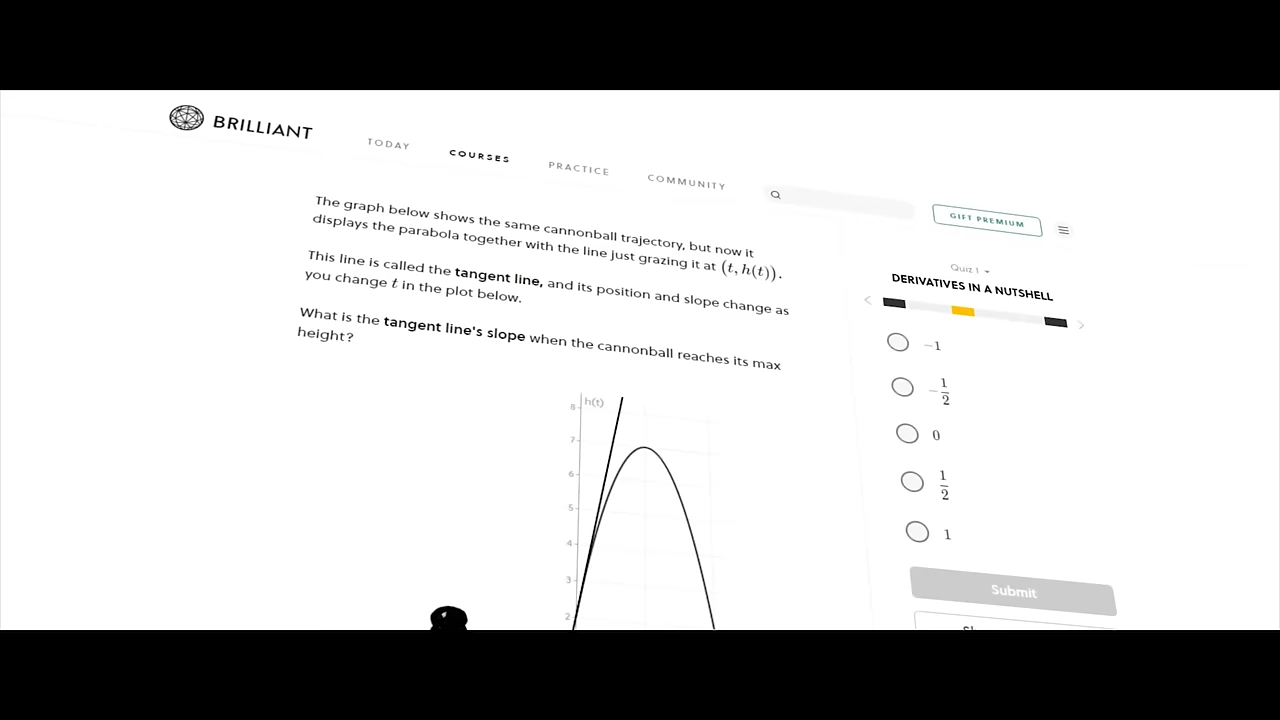 BRILLIANT
TODAY
COURSES
PRACTICE
COMMUNITY
GIFT PREMIUM
The graph below shows the same cannonball trajectory, but now it
displays the parabola together with the line just grazing it at (t, h(t)).
This line is called the tangent line, and its position and slope change as
you change t in the plot below.
What is the tangent line's slope when the cannonball reaches its max
height?
h(t)
8
7
6
5
4
3
2
Quiz 1
DERIVATIVES IN A NUTSHELL
−1
−1/2
0
1/2
1
Submit